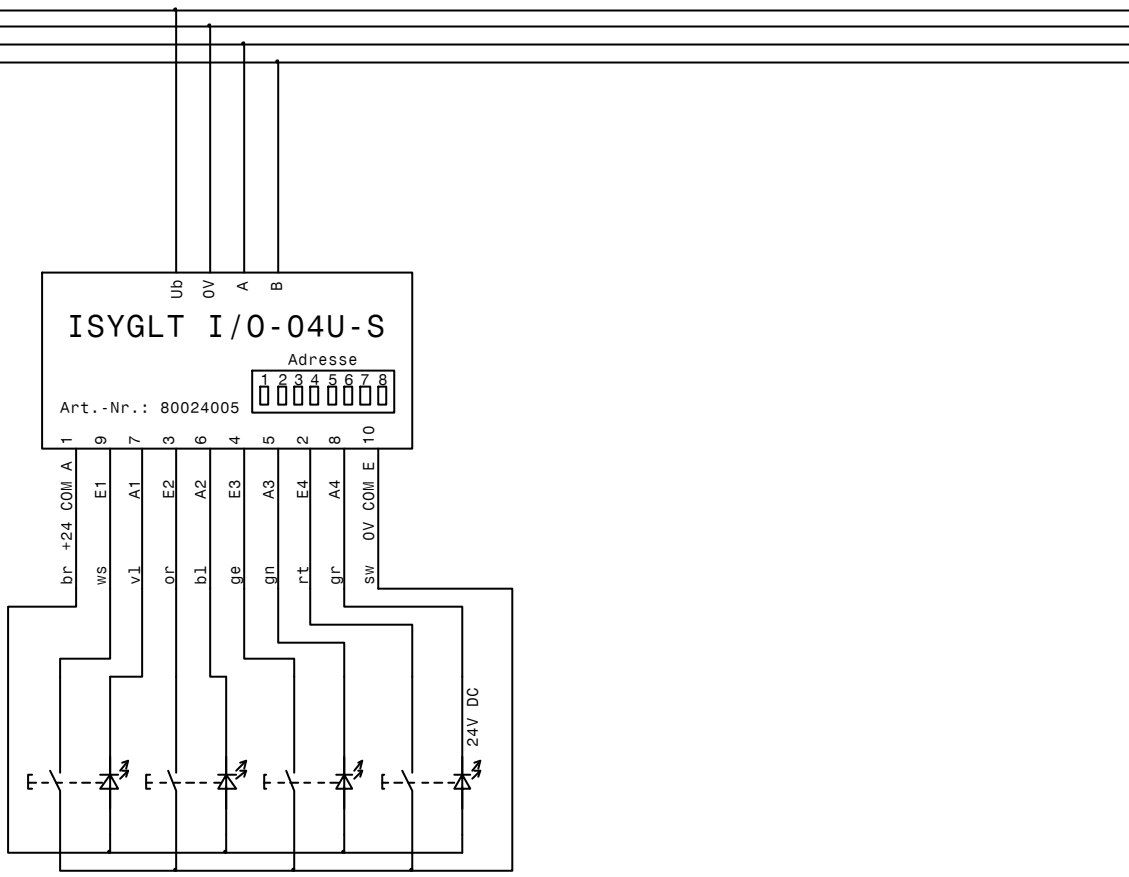 Ub 0V A B
ISYGLT I/O-04U-S
Adresse
1 2 3 4 5 6 7 8
Art.-Nr.: 80024005
1 9 7 3 6 4 5 2 8 10
br +24 COM A
ws E1
vl A1
or E2
bl A2
ge E3
gn A3
rt E4
gr A4
sw 0V COM E
24V DC